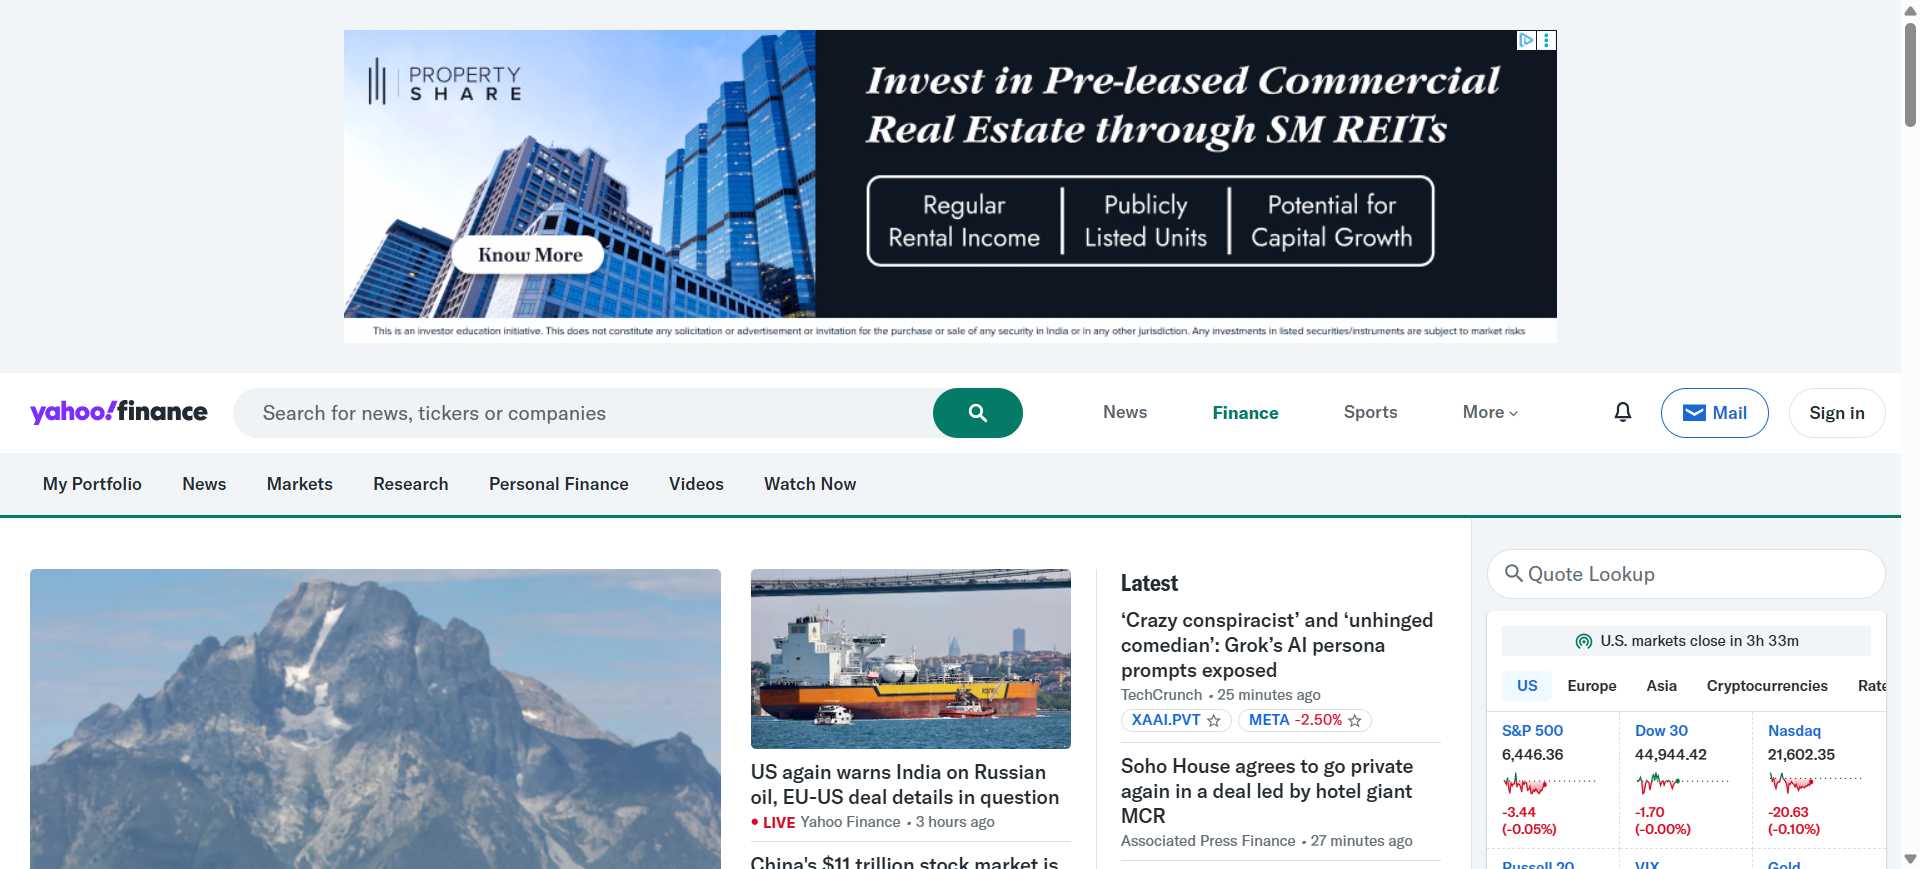 PROPERTY
SHARE
Know More
Invest in Pre-leased Commercial
Real Estate through SM REITs
Regular
Rental Income
Publicly
Listed Units
Potential for
Capital Growth
This is an investor education initiative. This does not constitute any solicitation or advertisement or invitation for the purchase or sale of any security in India or in any other jurisdiction. Any investments in listed securities/instruments are subject to market risks
yahoo!finance
Search for news, tickers or companies
News
Finance
Sports
More
Mail
Sign in
My Portfolio
News
Markets
Research
Personal Finance
Videos
Watch Now
US again warns India on Russian
oil, EU-US deal details in question
• LIVE Yahoo Finance • 3 hours ago
China's $11 trillion stock market is
Latest
‘Crazy conspiracist’ and ‘unhinged
comedian’: Grok’s AI persona
prompts exposed
TechCrunch • 25 minutes ago
XAAI.PVT META -2.50%
Soho House agrees to go private
again in a deal led by hotel giant
MCR
Associated Press Finance • 27 minutes ago
Quote Lookup
U.S. markets close in 3h 33m
US Europe Asia Cryptocurrencies Rate
S&P 500
6,446.36
-3.44
(-0.05%)
Dow 30
44,944.42
-1.70
(-0.00%)
Nasdaq
21,602.35
-20.63
(-0.10%)
Russell 20
VIX
Gold